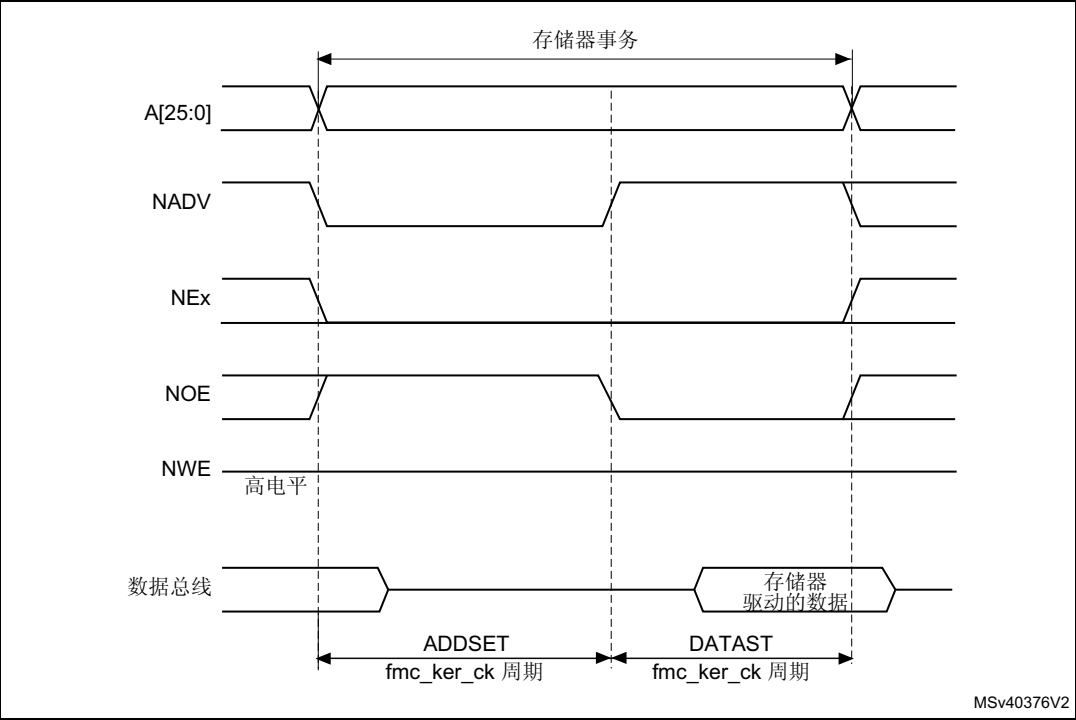 存储器事务
A[25:0]
NADV
NEx
NOE
NWE
高电平
数据总线
存储器
驱动的数据
ADDSET
fmc_ker_ck 周期
DATAST
fmc_ker_ck 周期
MSv40376V2